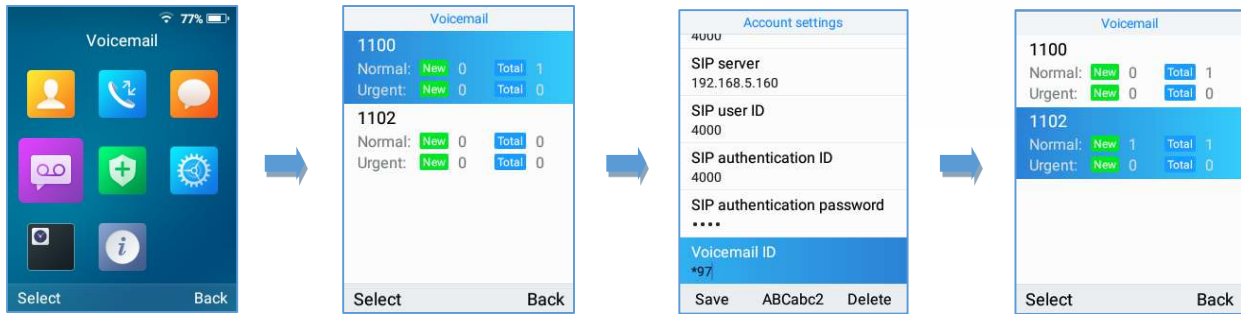 77%
Voicemail
Select Back
Voicemail
1100
Normal: New 0 Total 1
Urgent: New 0 Total 0
1102
Normal: New 0 Total 0
Urgent: New 0 Total 0
Select Back
Account settings
4000
SIP server
192.168.5.160
SIP user ID
4000
SIP authentication ID
4000
SIP authentication password
••••
Voicemail ID
*97
Save ABCabc2 Delete
Voicemail
1100
Normal: New 0 Total 1
Urgent: New 0 Total 0
1102
Normal: New 1 Total 1
Urgent: New 0 Total 0
Select Back